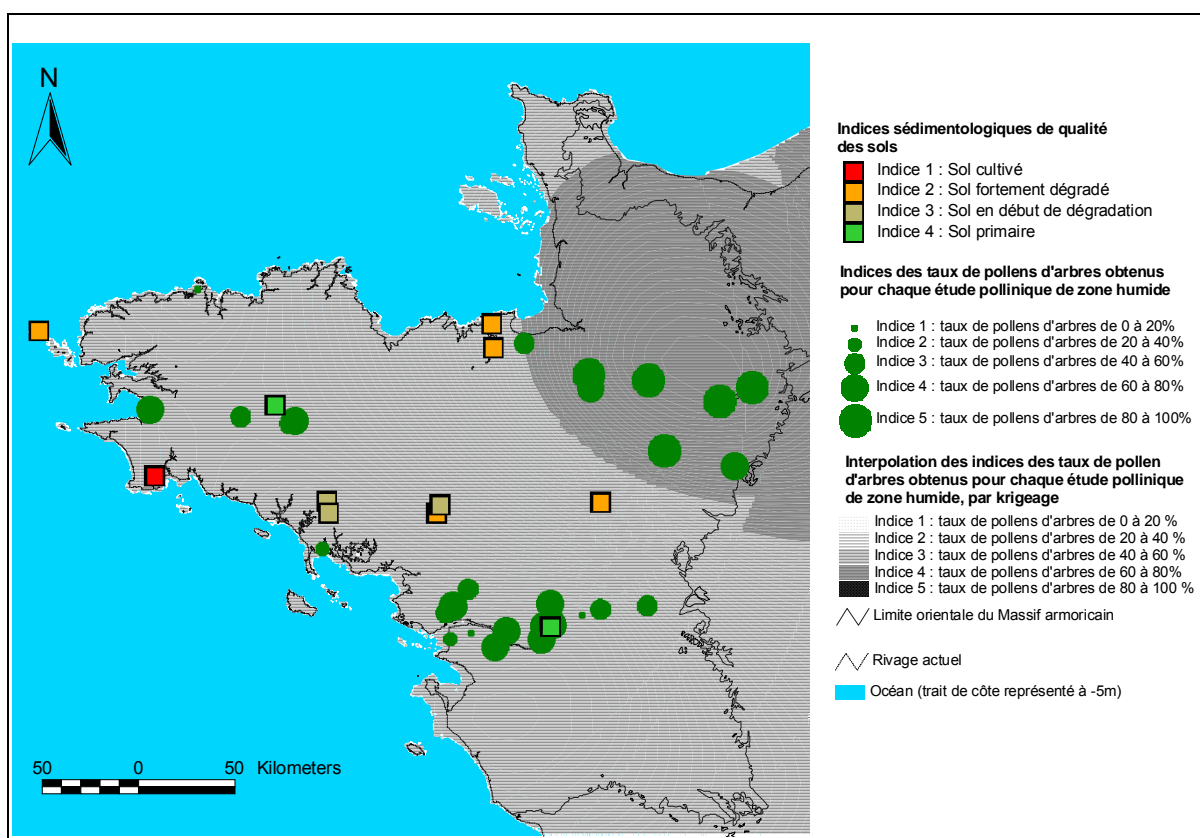 N
Indices sédimentologiques de qualité
des sols
Indice 1 : Sol cultivé
Indice 2 : Sol fortement dégradé
Indice 3 : Sol en début de dégradation
Indice 4 : Sol primaire
Indices des taux de pollens d'arbres obtenus
pour chaque étude pollinique de zone humide
Indice 1 : taux de pollens d'arbres de 0 à 20%
Indice 2 : taux de pollens d'arbres de 20 à 40%
Indice 3 : taux de pollens d'arbres de 40 à 60%
Indice 4 : taux de pollens d'arbres de 60 à 80%
Indice 5 : taux de pollens d'arbres de 80 à 100%
Interpolation des indices des taux de pollen
d'arbres obtenus pour chaque étude pollinique
de zone humide, par krigeage
Indice 1 : taux de pollens d'arbres de 0 à 20 %
Indice 2 : taux de pollens d'arbres de 20 à 40%
Indice 3 : taux de pollens d'arbres de 40 à 60 %
Indice 4 : taux de pollens d'arbres de 60 à 80%
Indice 5 : taux de pollens d'arbres de 80 à 100 %
Limite orientale du Massif armoricain
Rivage actuel
Océan (trait de côte représenté à -5m)
50 0 50 Kilometers